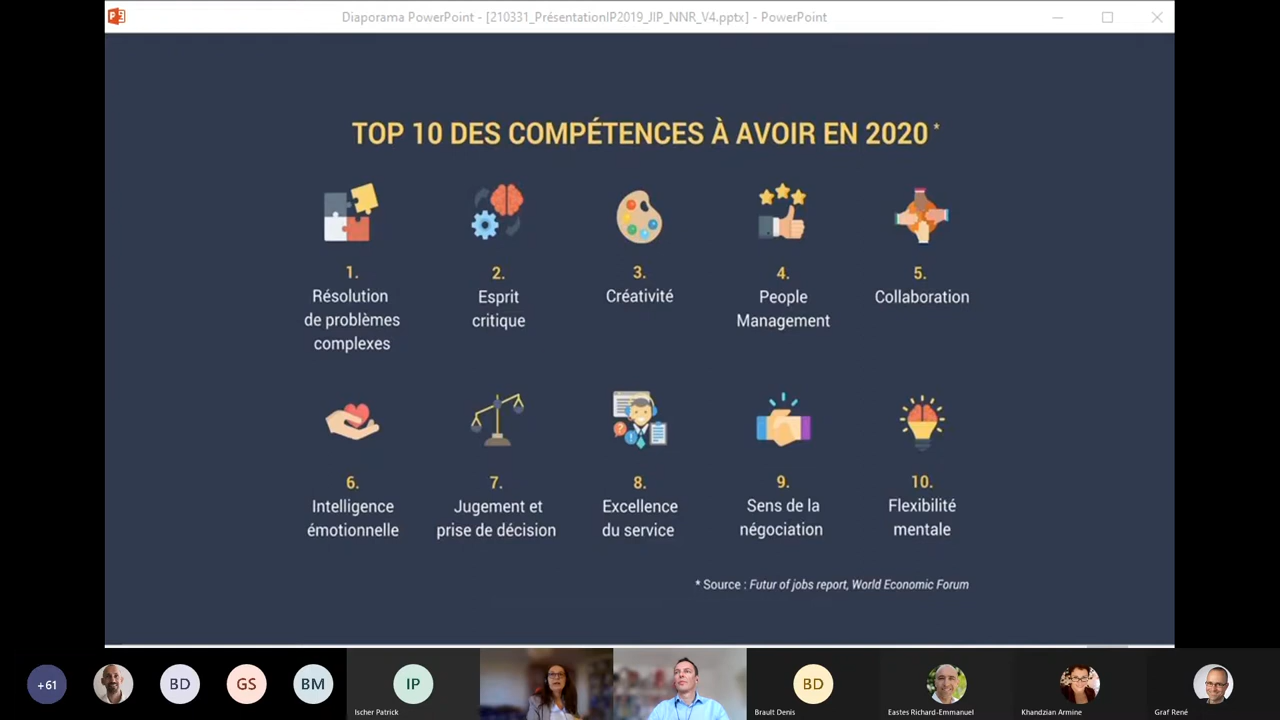 Diaporama PowerPoint - [210331_PrésentationIP2019_JIP_NNR_V4.pptx] - PowerPoint
TOP 10 DES COMPÉTENCES À AVOIR EN 2020 *
1.
Résolution
de problèmes
complexes
2.
Esprit
critique
3.
Créativité
4.
People
Management
5.
Collaboration
6.
Intelligence
émotionnelle
7.
Jugement et
prise de décision
8.
Excellence
du service
9.
Sens de la
négociation
10.
Flexibilité
mentale
* Source : Futur of jobs report, World Economic Forum
+61
BD
GS
BM
IP
Ischer Patrick
BD
Brault Denis
Eastes Richard-Emmanuel
Khandzian Armine
Graf René